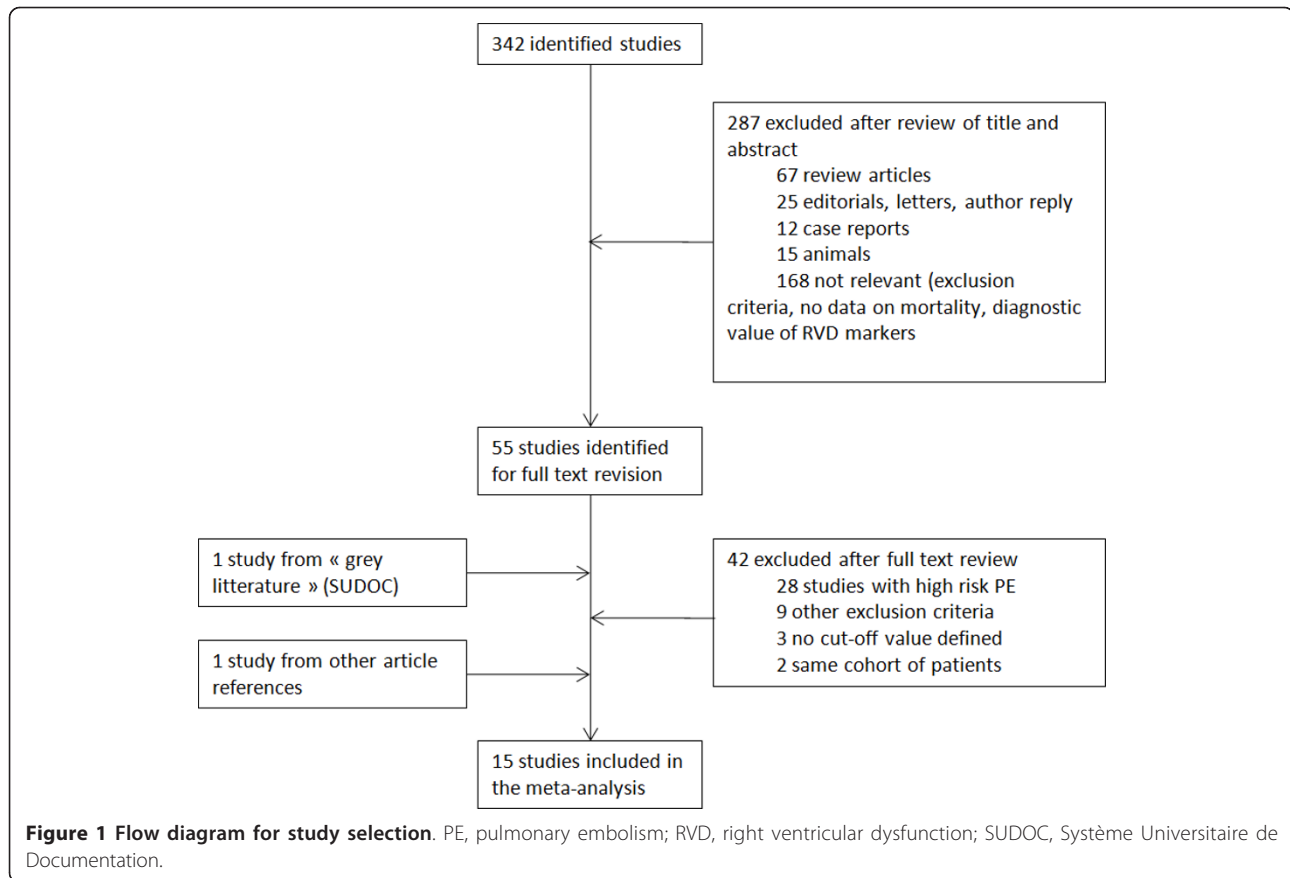 342 identified studies
287 excluded after review of title and
abstract
67 review articles
25 editorials, letters, author reply
12 case reports
15 animals
168 not relevant (exclusion
criteria, no data on mortality, diagnostic
value of RVD markers
55 studies identified
for full text revision
1 study from « grey
litterature » (SUDOC)
42 excluded after full text review
28 studies with high risk PE
9 other exclusion criteria
3 no cut-off value defined
2 same cohort of patients
1 study from other article
references
15 studies included in
the meta-analysis
Figure 1 Flow diagram for study selection. PE, pulmonary embolism; RVD, right ventricular dysfunction; SUDOC, Système Universitaire de
Documentation.